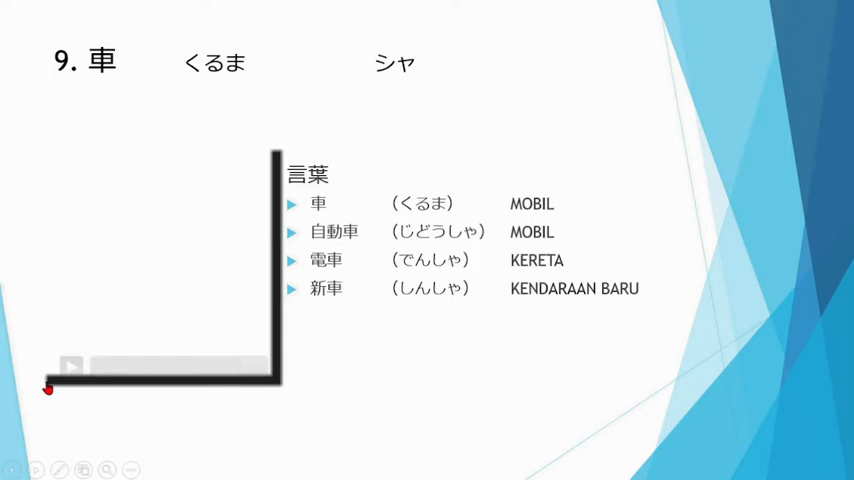 9. 車 くるま シャ
言葉
車 (くるま) MOBIL
自動車 (じどうしゃ) MOBIL
電車 (でんしゃ) KERETA
新車 (しんしゃ) KENDARAAN BARU